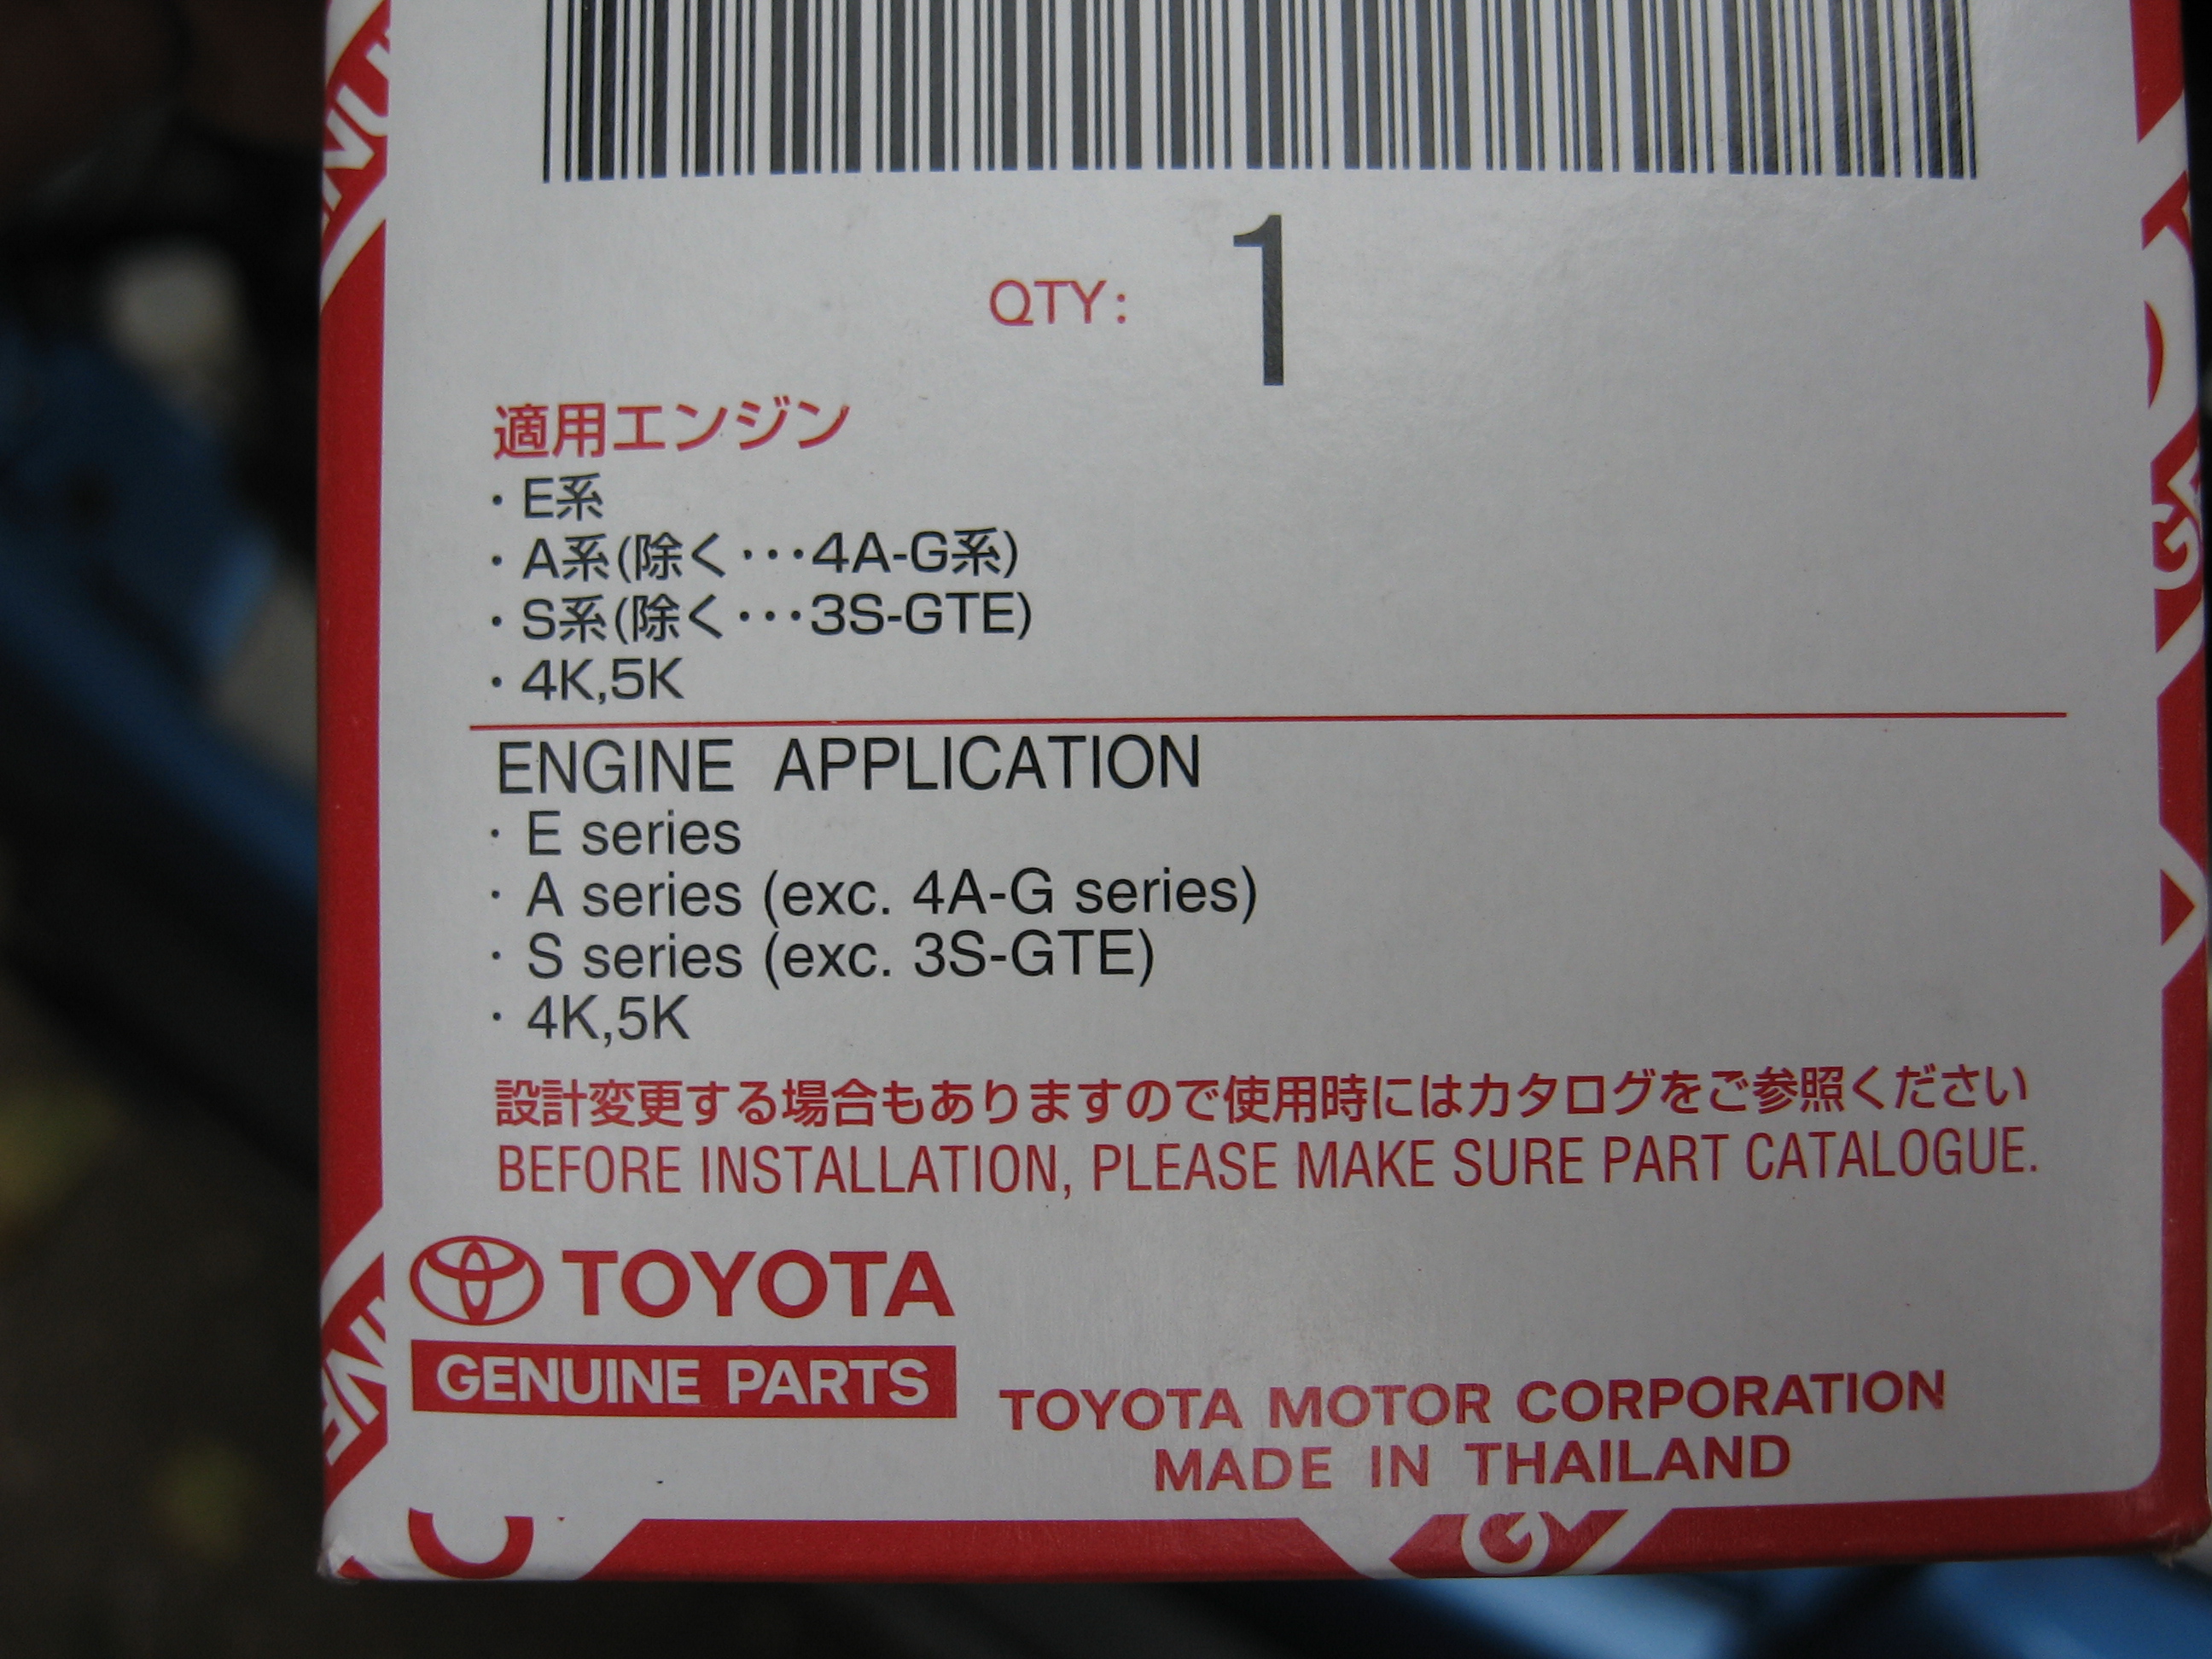 QTY: 1
適用エンジン
・E系
・A系(除く・・・4A-G系)
・S系(除く・・・3S-GTE)
・4K,5K
ENGINE APPLICATION
・E series
・A series (exc. 4A-G series)
・S series (exc. 3S-GTE)
・4K,5K
設計変更する場合もありますので使用時にはカタログをご参照ください
BEFORE INSTALLATION, PLEASE MAKE SURE PART CATALOGUE.
TOYOTA
GENUINE PARTS
TOYOTA MOTOR CORPORATION
MADE IN THAILAND